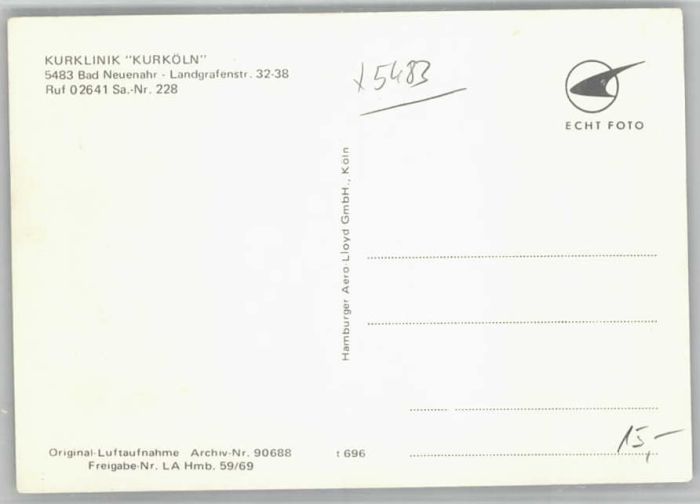 KURKLINIK "KURKÖLN"
5483 Bad Neuenahr - Landgrafenstr. 32-38
Ruf 02641 Sa.-Nr. 228
x 5483
ECHT FOTO
Hamburger Aero-Lloyd GmbH., Köln
15,-
Original-Luftaufnahme Archiv-Nr. 90688
Freigabe-Nr. LA Hmb. 59/69
t 696